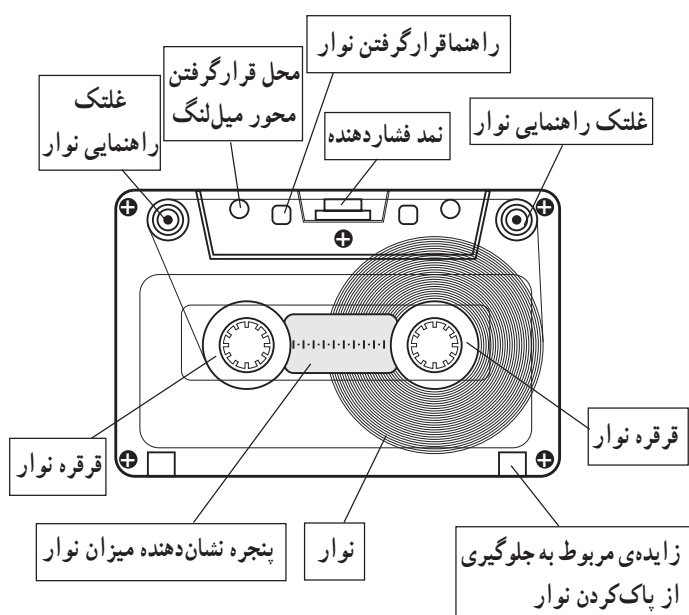 راهنماقرارگرفتن نوار
محل قرارگرفتن
محور میل‌لنگ
غلتک
راهنمایی نوار
نمد فشاردهنده
غلتک راهنمایی نوار
قرقره نوار
قرقره نوار
پنجره نشان‌دهنده میزان نوار
نوار
زایده‌ی مربوط به جلوگیری
از پاک‌کردن نوار